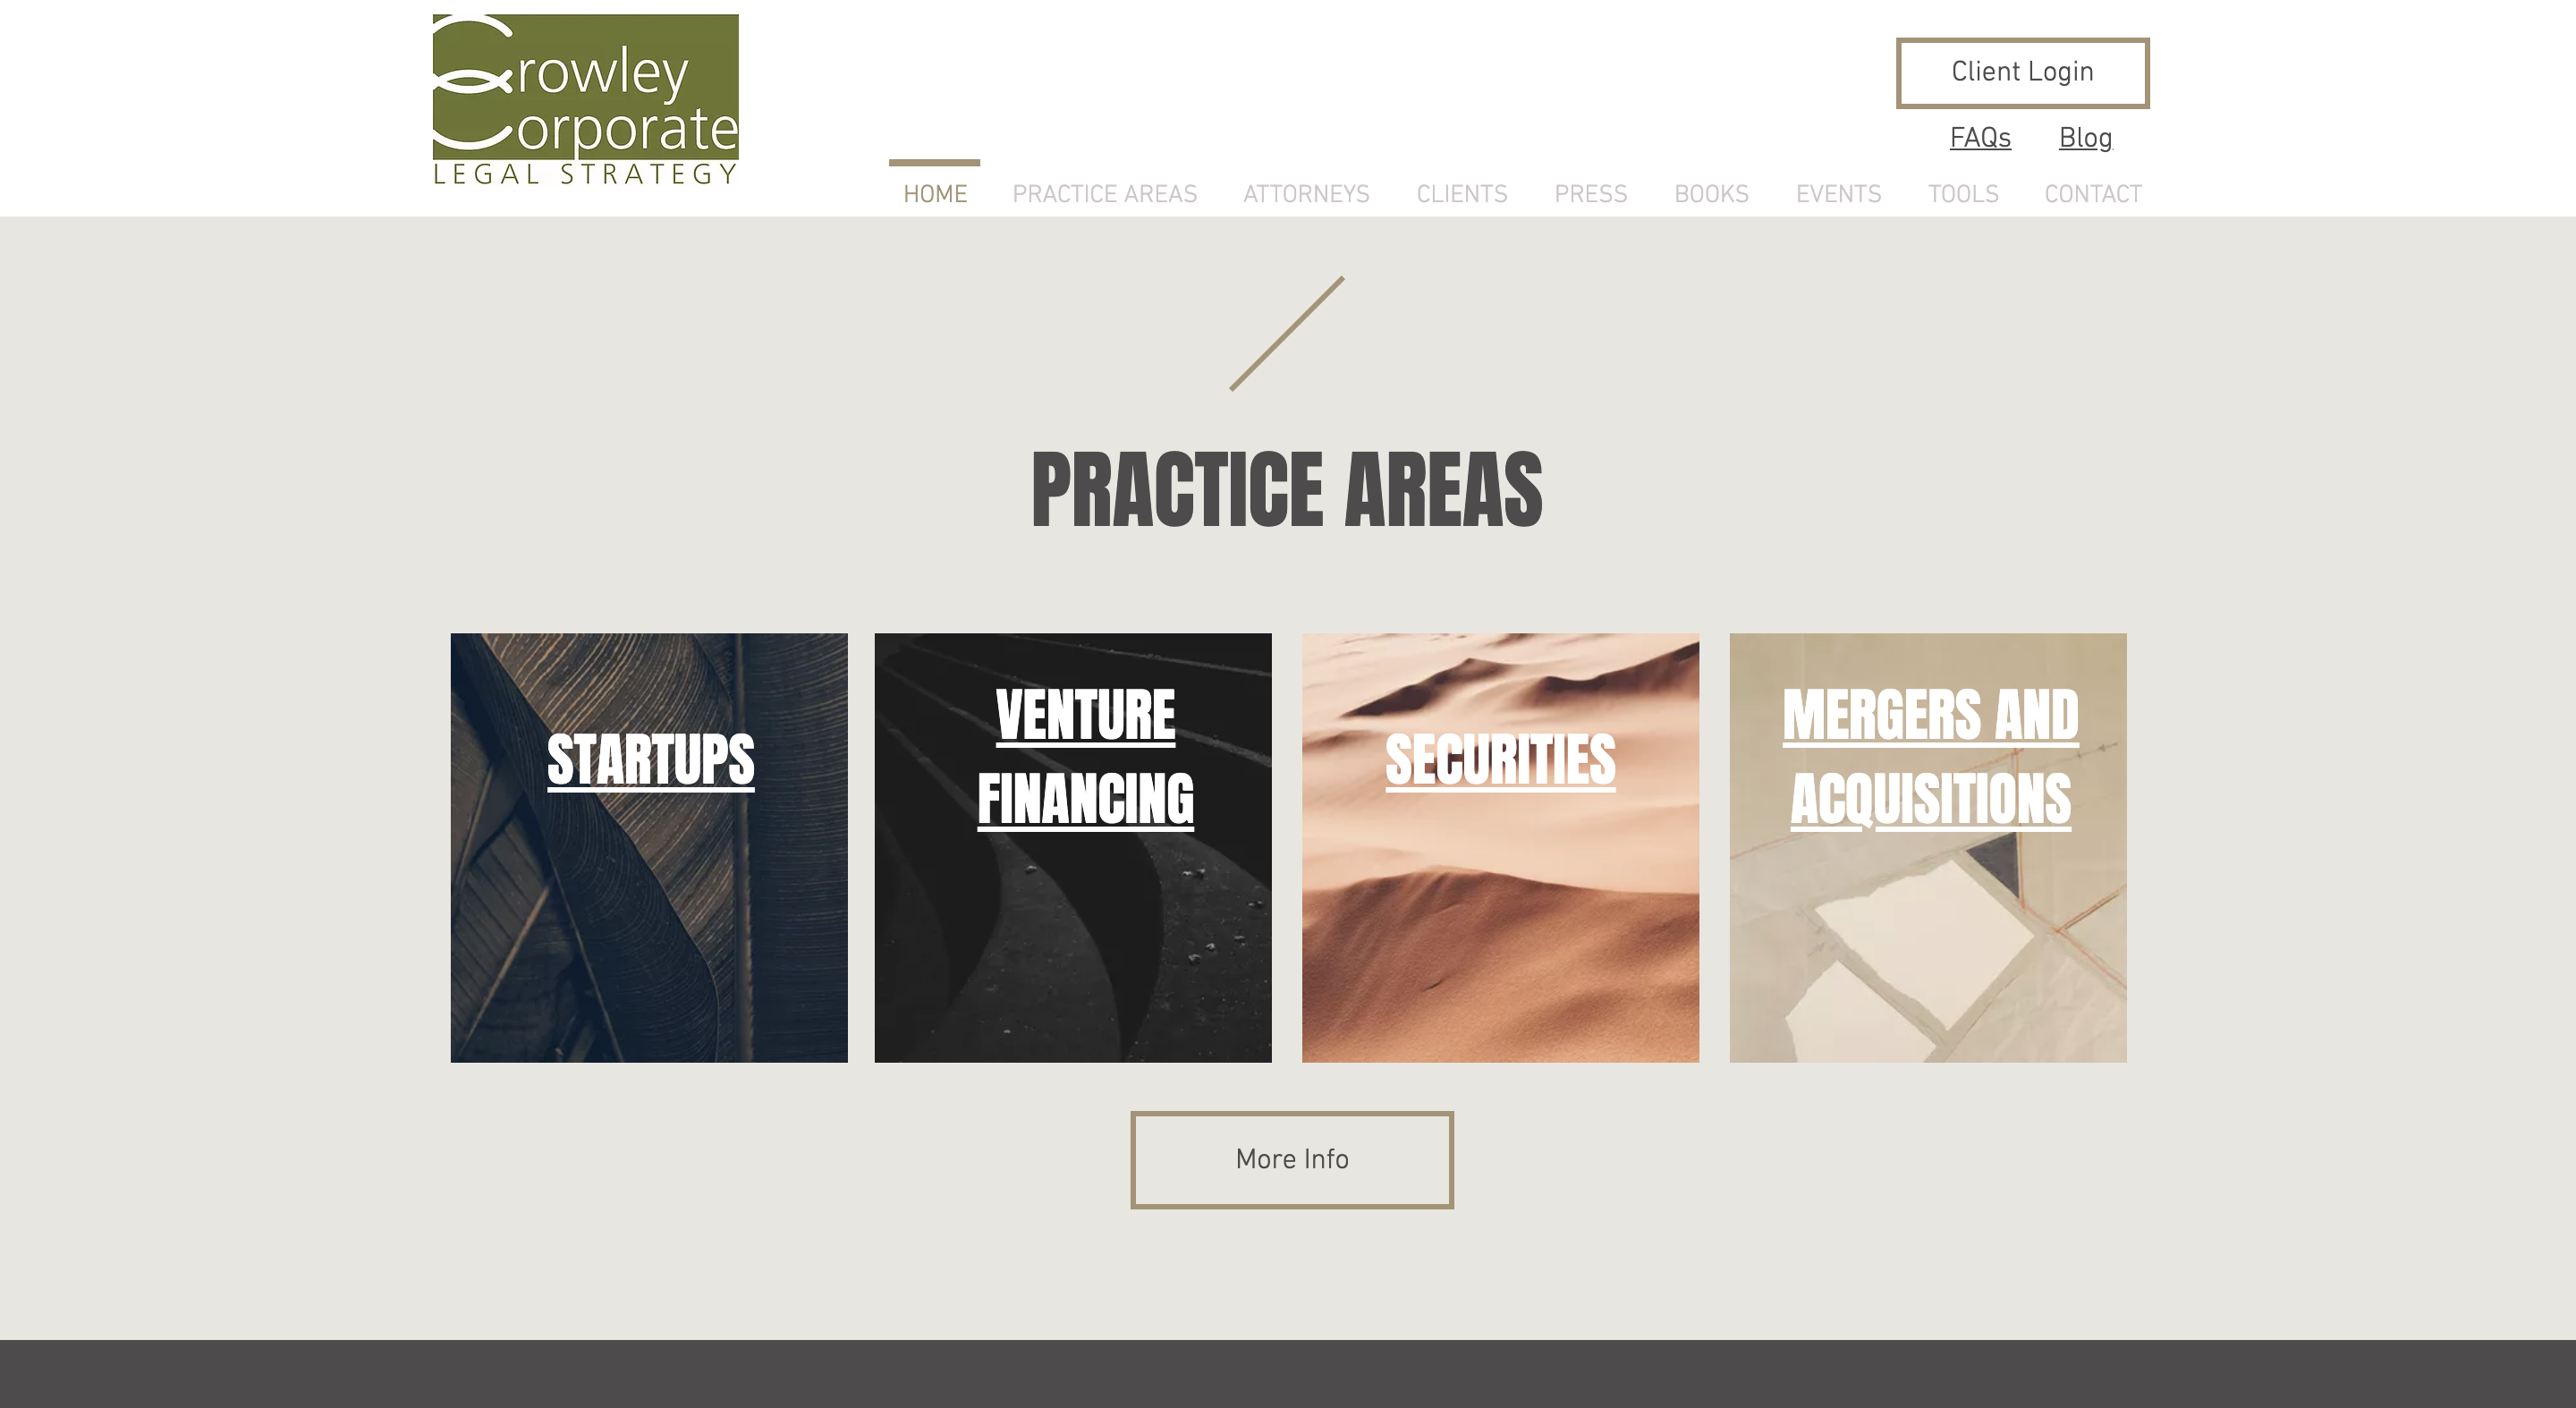 Crowley
Corporate
LEGAL STRATEGY
Client Login
FAQs Blog
HOME PRACTICE AREAS ATTORNEYS CLIENTS PRESS BOOKS EVENTS TOOLS CONTACT
PRACTICE AREAS
STARTUPS
VENTURE
FINANCING
SECURITIES
MERGERS AND
ACQUISITIONS
More Info